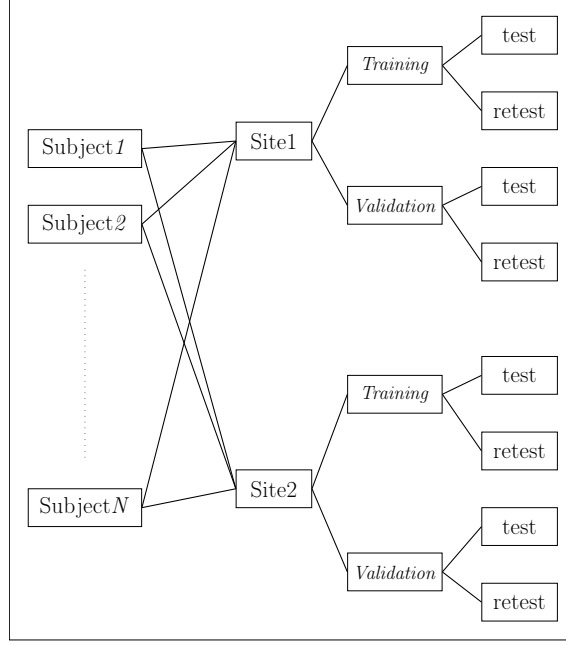 Subject1
Subject2
SubjectN
Site1
Site2
Training
Validation
Training
Validation
test
retest
test
retest
test
retest
test
retest